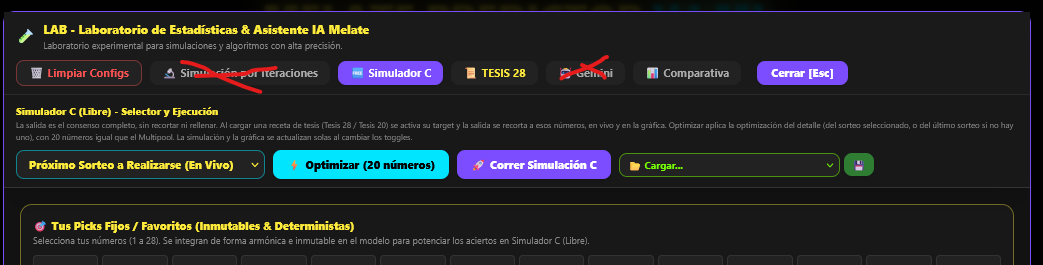 LAB - Laboratorio de Estadísticas & Asistente IA Melate
Laboratorio experimental para simulaciones y algoritmos con alta precisión.
Limpiar Configs
Simulación por Iteraciones
Simulador C
TESIS 28
Gemini
Comparativa
Cerrar [Esc]
Simulador C (Libre) - Selector y Ejecución
La salida es el consenso completo, sin recortar ni rellenar. Al cargar una receta de tesis (Tesis 28 / Tesis 20) se activa su target y la salida se recorta a esos números, en vivo y en la gráfica. Optimizar aplica la optimización del detalle (del sorteo seleccionado, o del último sorteo si no hay
uno), con 20 números igual que el Multipool. La simulación y la gráfica se actualizan solas al cambiar los toggles.
Próximo Sorteo a Realizarse (En Vivo)
Optimizar (20 números)
Correr Simulación C
Cargar...
Tus Picks Fijos / Favoritos (Inmutables & Deterministas)
Selecciona tus números (1 a 28). Se integran de forma armónica e inmutable en el modelo para potenciar los aciertos en Simulador C (Libre).